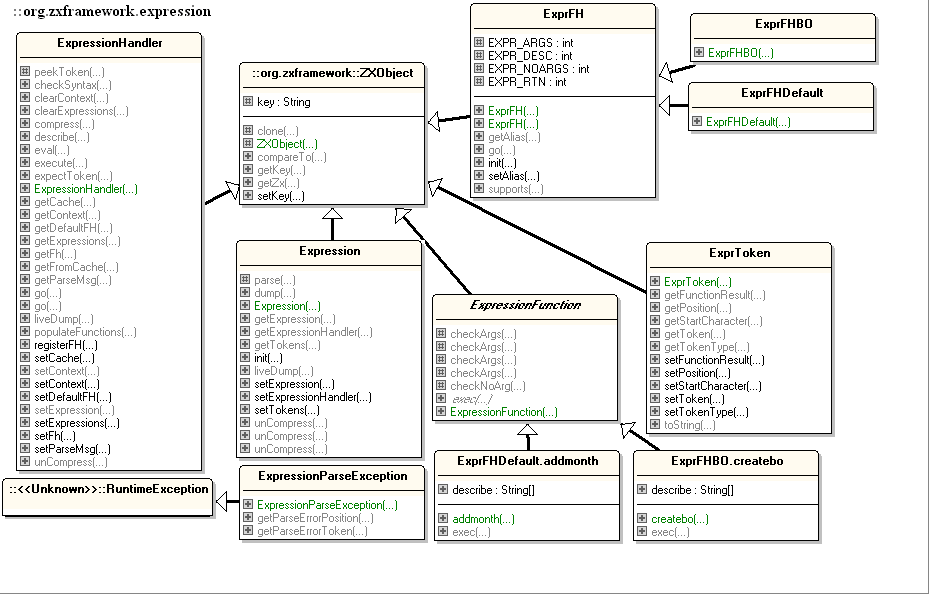 ::org.zxframework.expression
ExpressionHandler
peekToken(...)
checkSyntax(...)
clearContext(...)
clearExpressions(...)
compress(...)
describe(...)
eval(...)
execute(...)
expectToken(...)
ExpressionHandler(...)
getCache(...)
getContext(...)
getDefaultFH(...)
getExpressions(...)
getFh(...)
getFromCache(...)
getParseMsg(...)
go(...)
go(...)
liveDump(...)
populateFunctions(...)
registerFH(...)
setCache(...)
setContext(...)
setContext(...)
setDefaultFH(...)
setExpression(...)
setExpressions(...)
setFh(...)
setParseMsg(...)
unCompress(...)
::<<Unknown>>::RuntimeException
::org.zxframework::ZXObject
key : String
clone(...)
ZXObject(...)
compareTo(...)
getKey(...)
getZx(...)
setKey(...)
Expression
parse(...)
dump(...)
Expression(...)
getExpression(...)
getExpressionHandler(...)
getTokens(...)
init(...)
liveDump(...)
setExpression(...)
setExpressionHandler(...)
setTokens(...)
unCompress(...)
unCompress(...)
unCompress(...)
ExpressionParseException
ExpressionParseException(...)
getParseErrorPosition(...)
getParseErrorToken(...)
ExprFH
EXPR_ARGS : int
EXPR_DESC : int
EXPR_NOARGS : int
EXPR_RTN : int
ExprFH(...)
ExprFH(...)
getAlias(...)
go(...)
init(...)
setAlias(...)
supports(...)
ExprFHBO
ExprFHBO(...)
ExprFHDefault
ExprFHDefault(...)
ExpressionFunction
checkArgs(...)
checkArgs(...)
checkArgs(...)
checkArgs(...)
checkNoArg(...)
exec(...)
ExpressionFunction(...)
ExprToken
ExprToken(...)
getFunctionResult(...)
getPosition(...)
getStartCharacter(...)
getToken(...)
getTokenType(...)
setFunctionResult(...)
setPosition(...)
setStartCharacter(...)
setToken(...)
setTokenType(...)
toString(...)
ExprFHDefault.addmonth
describe : String[]
addmonth(...)
exec(...)
ExprFHBO.createbo
describe : String[]
createbo(...)
exec(...)